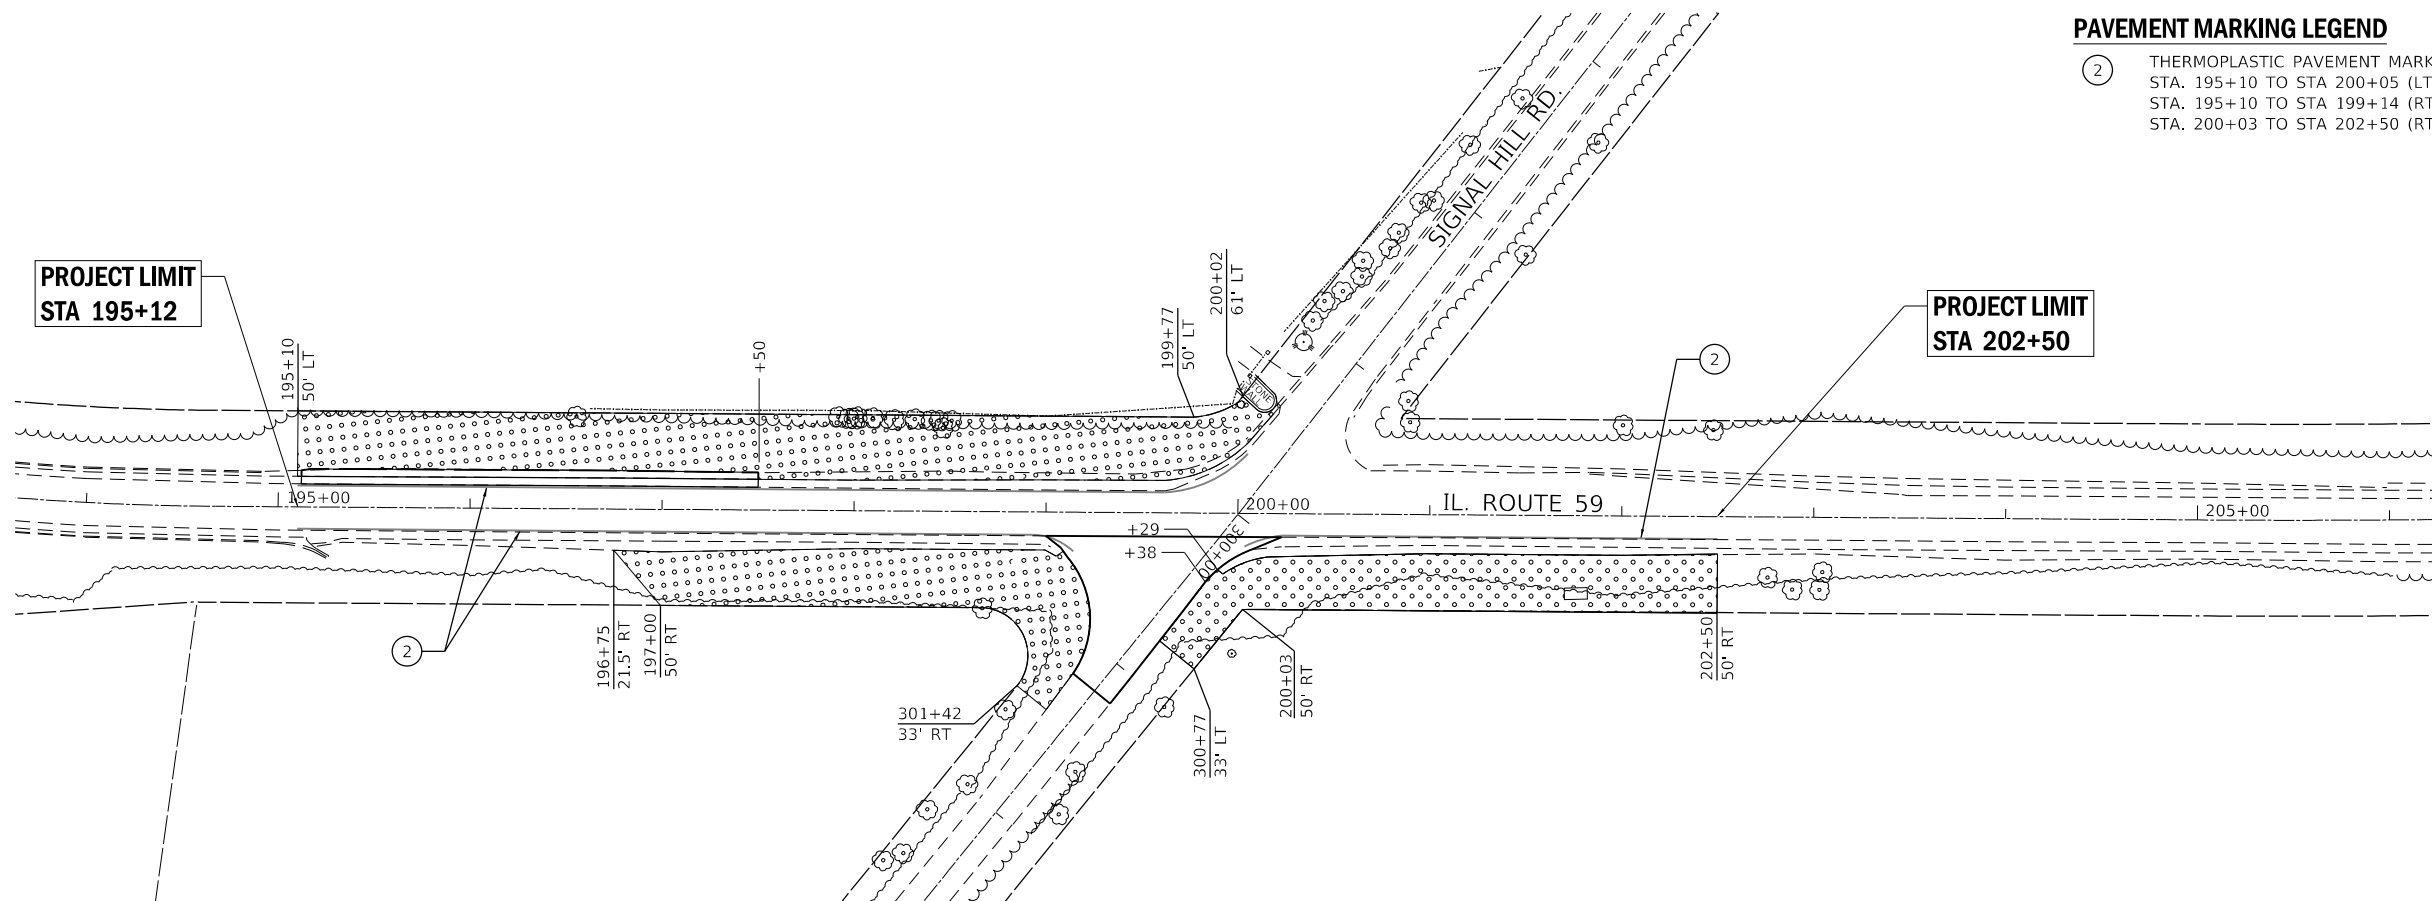 PAVEMENT MARKING LEGEND
2
THERMOPLASTIC PAVEMENT MARK
STA. 195+10 TO STA 200+05 (LT
STA. 195+10 TO STA 199+14 (RT
STA. 200+03 TO STA 202+50 (RT
SIGNAL HILL RD.
PROJECT LIMIT
STA 195+12
PROJECT LIMIT
STA 202+50
195+10
50' LT
+50
199+77
50' LT
200+02
61' LT
2
195+00
200+00
IL. ROUTE 59
205+00
+29
+38
300+00
2
196+75
21.5' RT
197+00
50' RT
301+42
33' RT
300+77
33' LT
200+03
50' RT
202+50
50' RT